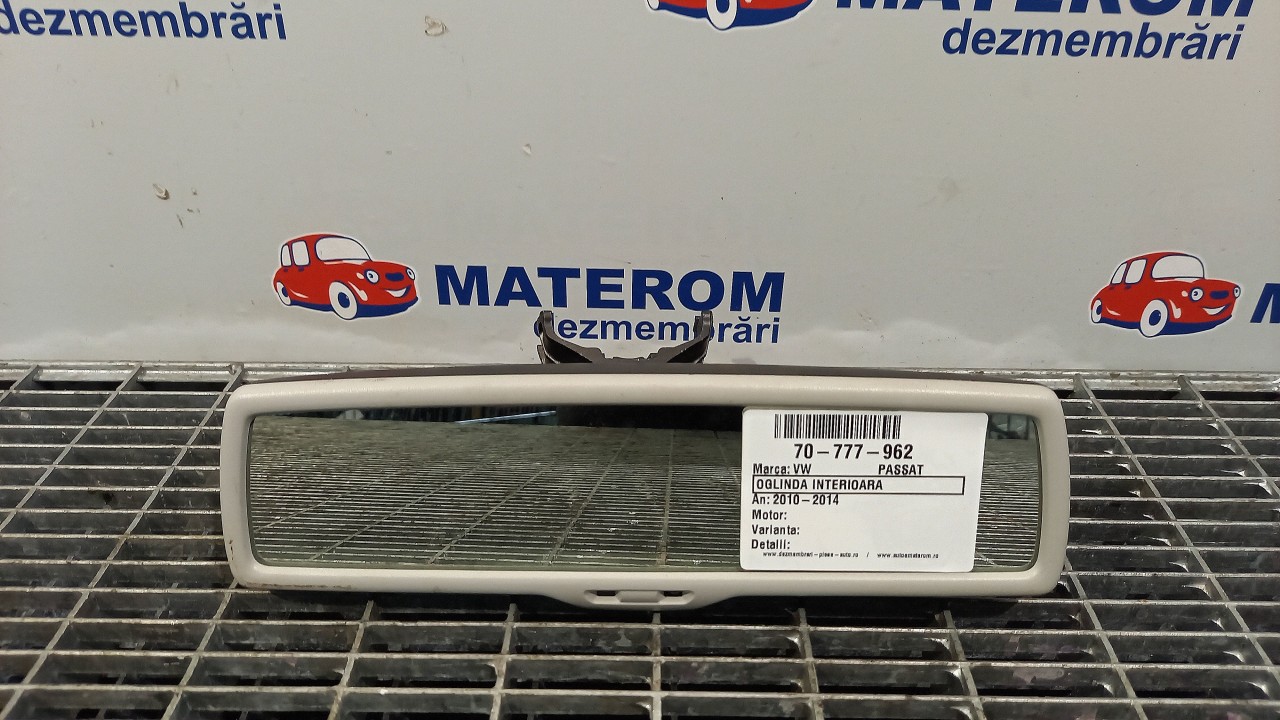 dezmembrări
MATEROM
dezmembrări
MATEROM
dezmembrări
70-777-962
Marca: VW PASSAT
OGLINDA INTERIOARA
An: 2010-2014
Motor:
Varianta:
Detalii:
www.dezmembrari-piese-auto.ro / www.automaterom.ro